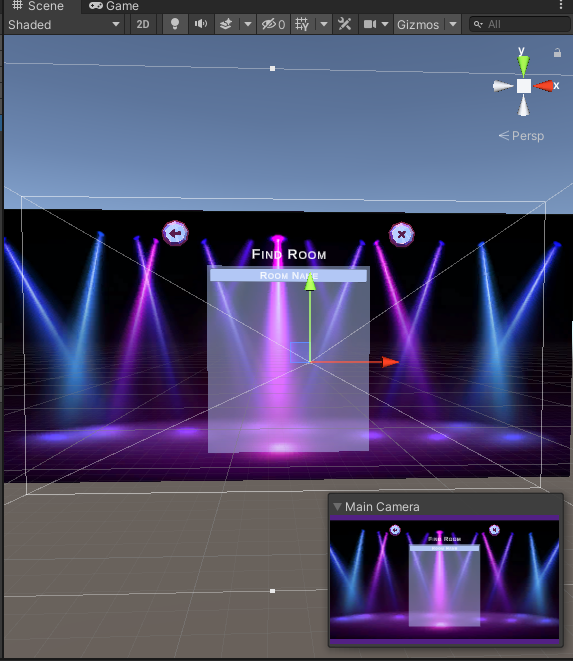 Scene Game
Shaded 2D 0 Gizmos All
y
x
Persp
Find Room
Room Name
Main Camera
Find Room
Room Name